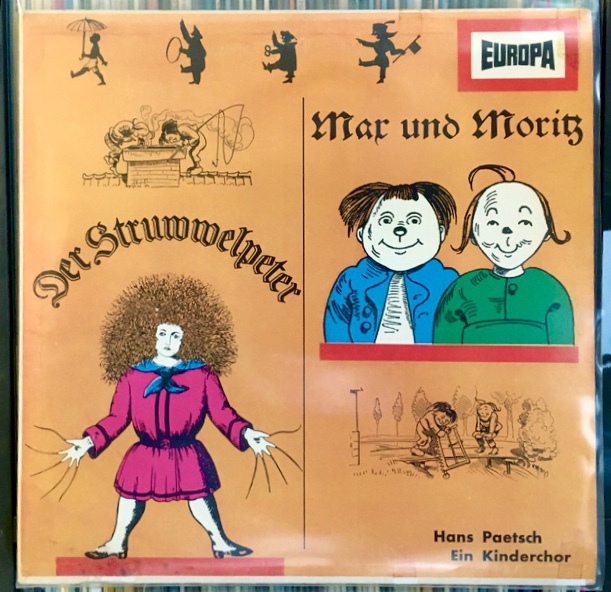 EUROPA
Max und Moritz
Der Struwwelpeter
Hans Paetsch
Ein Kinderchor